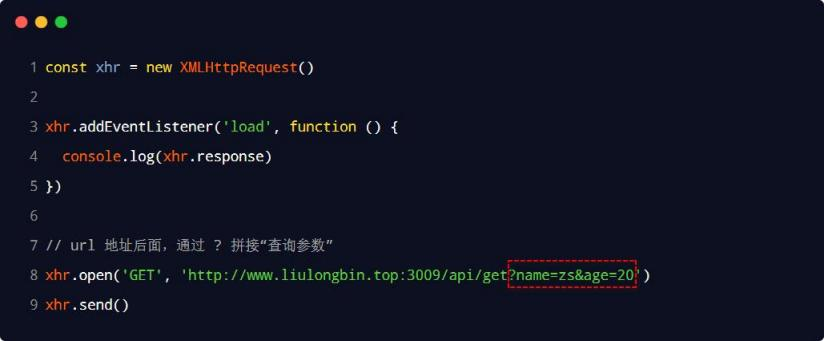 1 const xhr = new XMLHttpRequest()
2
3 xhr.addEventListener('load', function () {
4   console.log(xhr.response)
5 })
6
7 // url 地址后面，通过 ? 拼接“查询参数”
8 xhr.open('GET', 'http://www.liulongbin.top:3009/api/get?name=zs&age=20')
9 xhr.send()